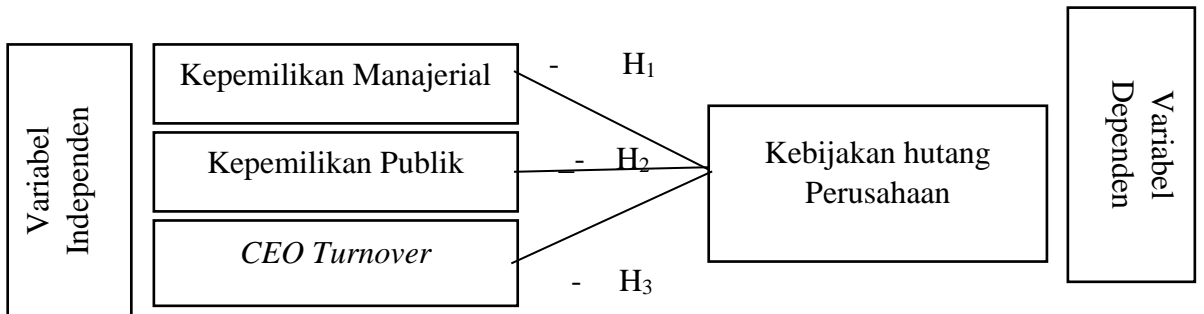 Variabel
Independen
Kepemilikan Manajerial
- H₁
Kepemilikan Publik
- H₂
CEO Turnover
- H₃
Kebijakan hutang
Perusahaan
Variabel
Dependen